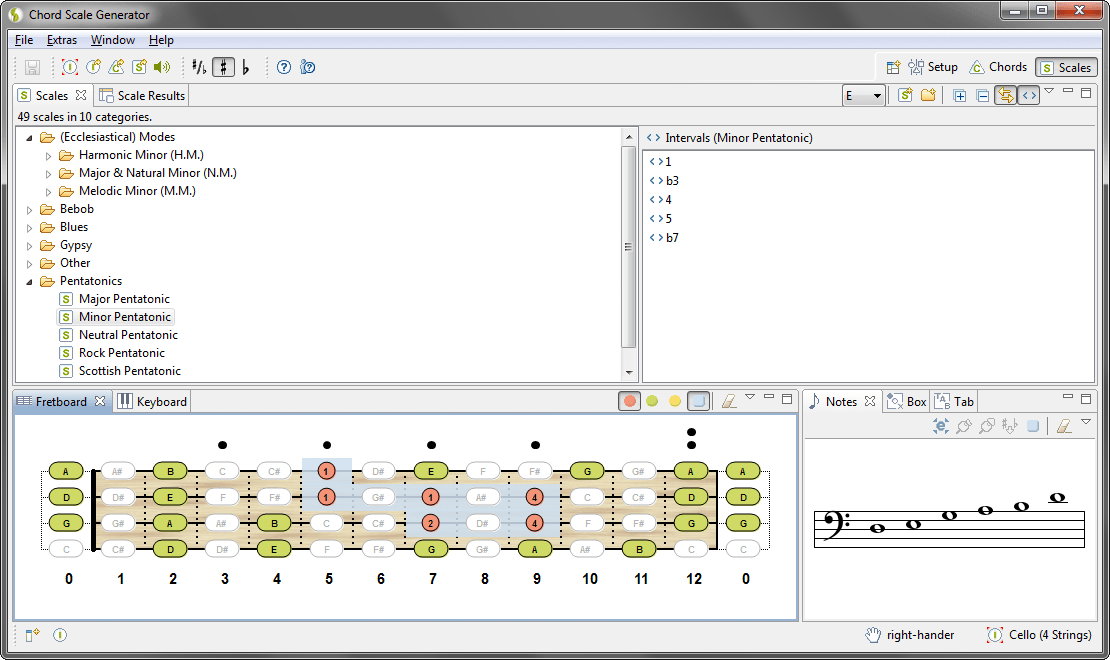 Chord Scale Generator
File Extras Window Help
Setup Chords Scales
Scales Scale Results E
49 scales in 10 categories.
(Ecclesiastical) Modes
Harmonic Minor (H.M.)
Major & Natural Minor (N.M.)
Melodic Minor (M.M.)
Bebob
Blues
Gypsy
Other
Pentatonics
Major Pentatonic
Minor Pentatonic
Neutral Pentatonic
Rock Pentatonic
Scottish Pentatonic
Intervals (Minor Pentatonic)
1
b3
4
5
b7
Fretboard Keyboard
A A# B C C# 1 D# E F F# G G# A A
D D# E F F# 1 G# 1 A# 4 C C# D D
G G# A A# B C C# 2 D# 4 F F# G G
C C# D D# E F F# G G# A A# B C C
0 1 2 3 4 5 6 7 8 9 10 11 12 0
Notes Box Tab
right-hander Cello (4 Strings)